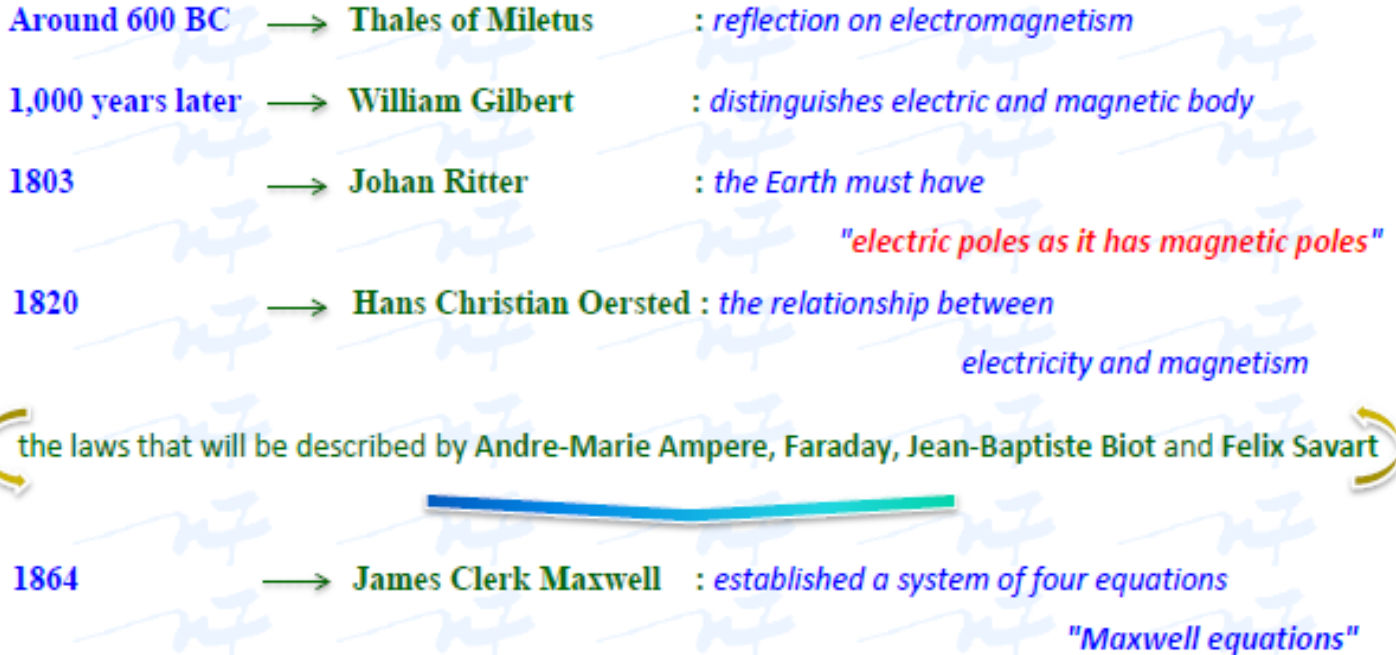 Around 600 BC → Thales of Miletus : reflection on electromagnetism
1,000 years later → William Gilbert : distinguishes electric and magnetic body
1803 → Johan Ritter : the Earth must have
"electric poles as it has magnetic poles"
1820 → Hans Christian Oersted : the relationship between
electricity and magnetism
the laws that will be described by Andre-Marie Ampere, Faraday, Jean-Baptiste Biot and Felix Savart
1864 → James Clerk Maxwell : established a system of four equations
"Maxwell equations"